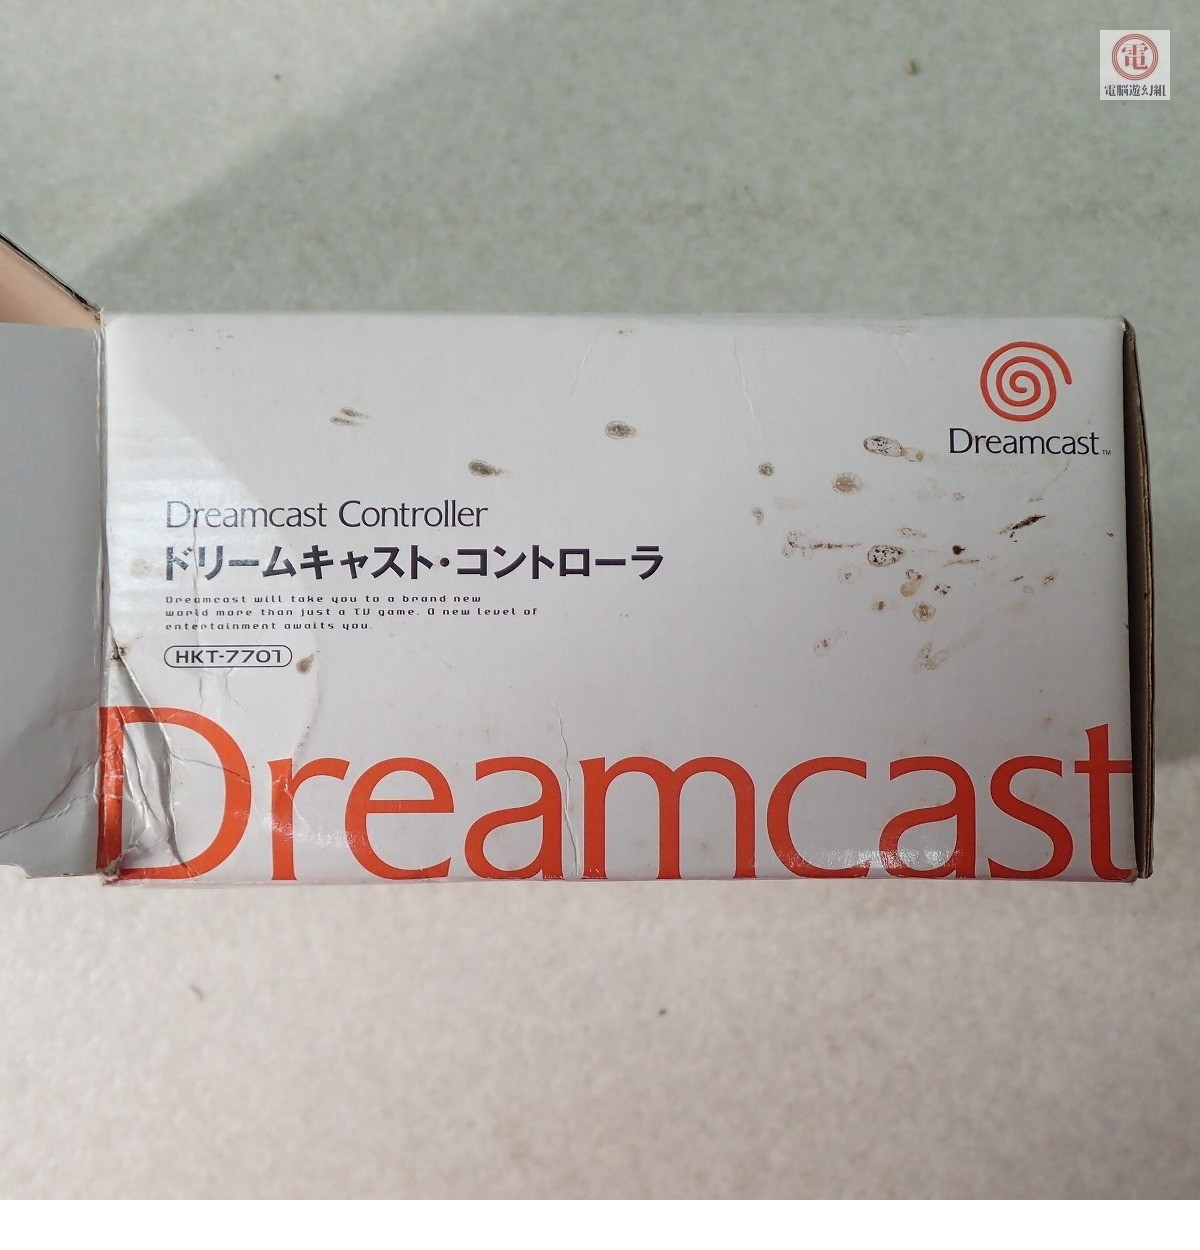 電
電脳遊幻組
Dreamcast™
Dreamcast Controller
ドリームキャスト・コントローラ
Dreamcast will take you to a brand new
world more than just a TV game. A new level of
entertainment awaits you.
HKT-7701
Dreamcast